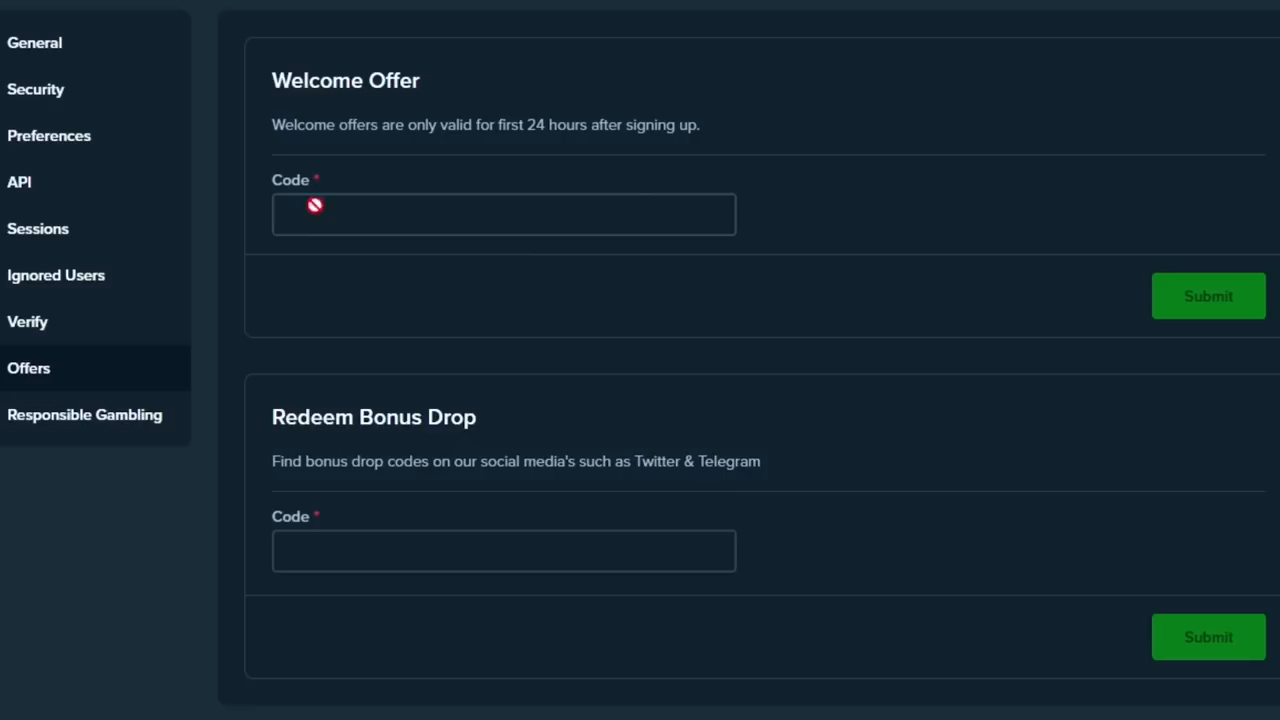 General
Security
Preferences
API
Sessions
Ignored Users
Verify
Offers
Responsible Gambling
Welcome Offer
Welcome offers are only valid for first 24 hours after signing up.
Code *
Submit
Redeem Bonus Drop
Find bonus drop codes on our social media's such as Twitter & Telegram
Code *
Submit